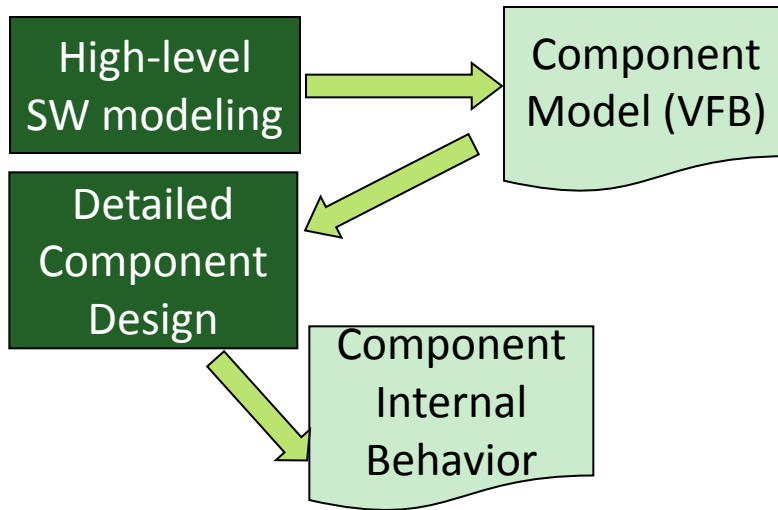 High-level
SW modeling
Component
Model (VFB)
Detailed
Component
Design
Component
Internal
Behavior